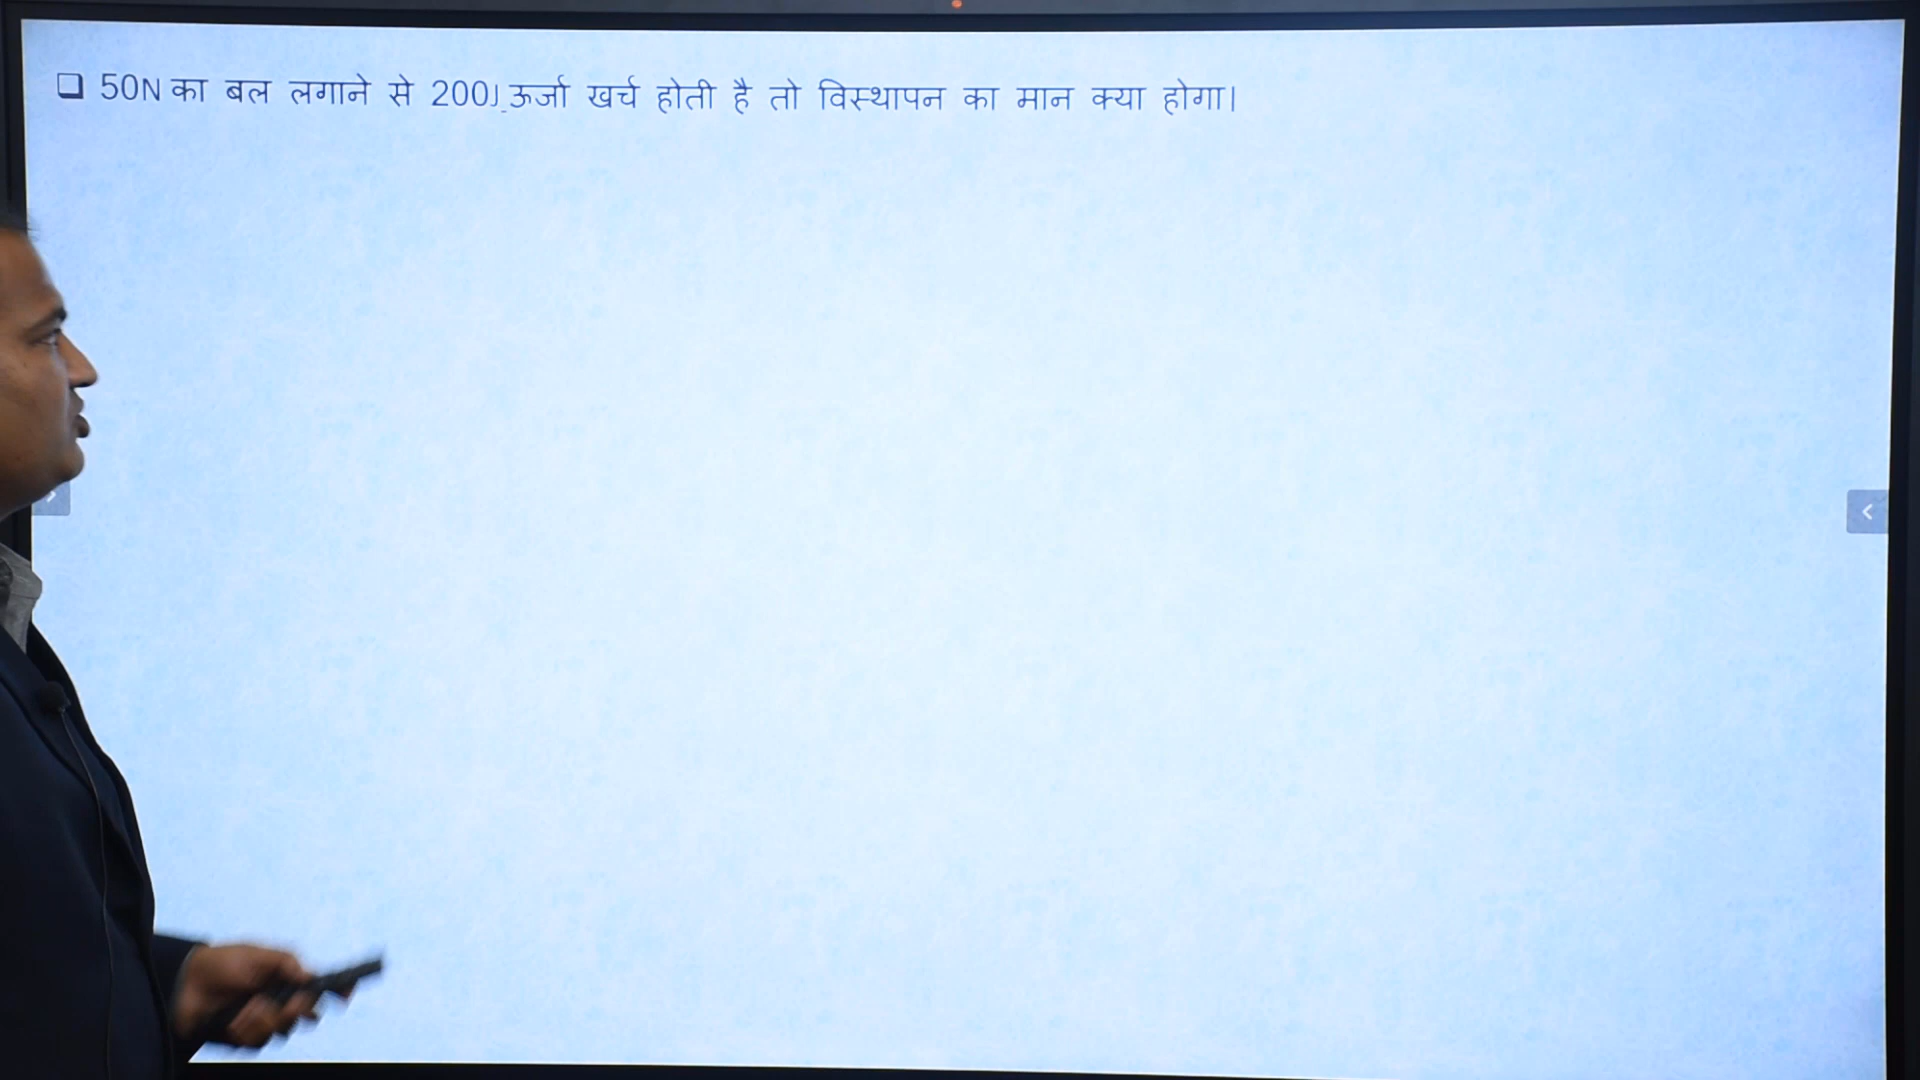 50N का बल लगाने से 200J ऊर्जा खर्च होती है तो विस्थापन का मान क्या होगा।